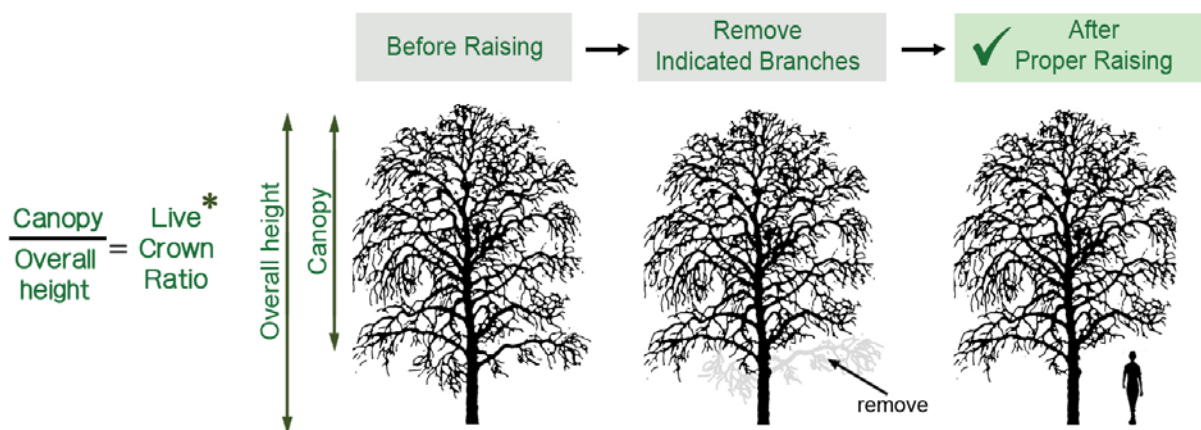 Before Raising
Remove
Indicated Branches
After
Proper Raising
Canopy
Overall
height
=
Live*
Crown
Ratio
Overall height
Canopy
remove